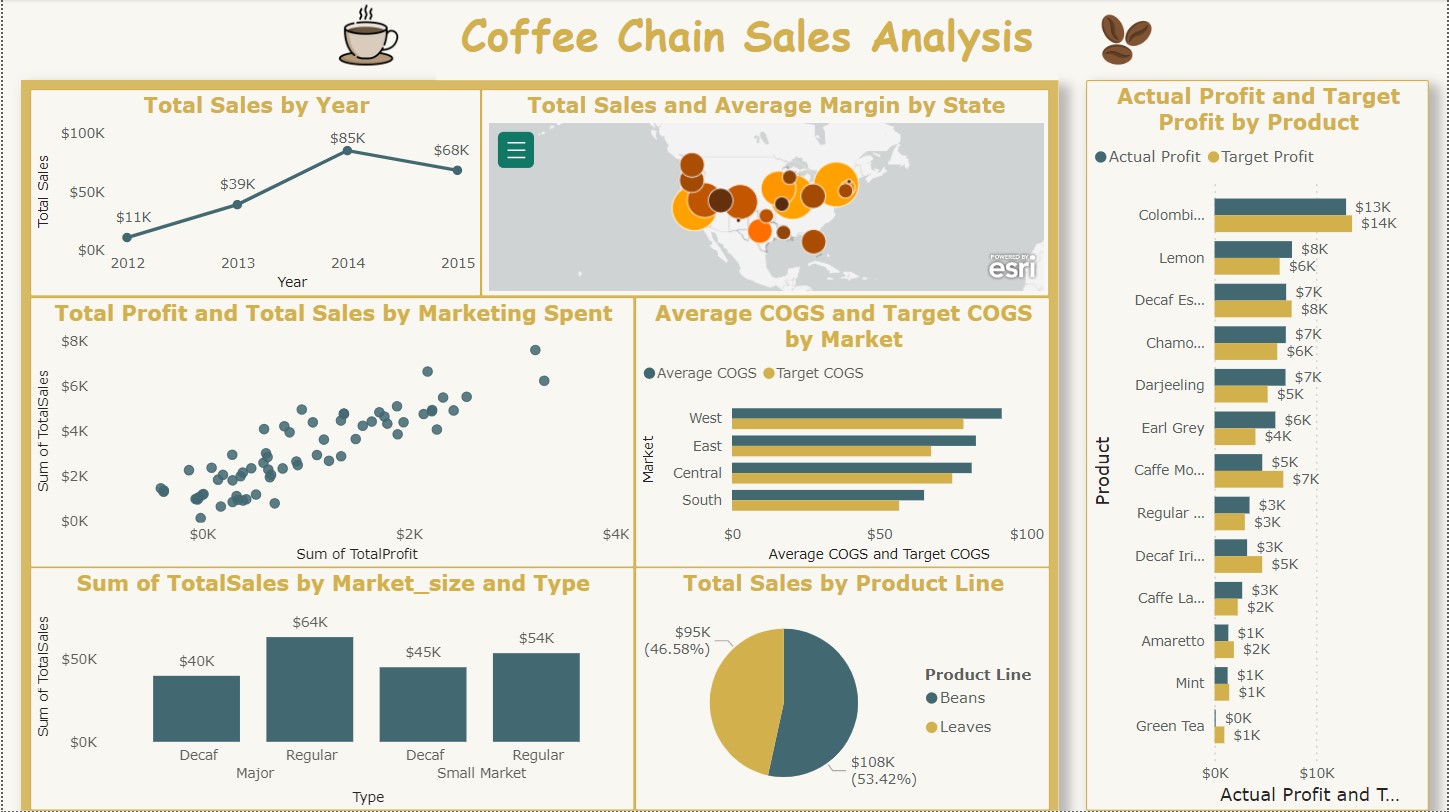 Coffee Chain Sales Analysis
Total Sales by Year
$100K
$50K
$0K
Total Sales
$11K
$39K
$85K
$68K
2012
2013
2014
2015
Year
Total Sales and Average Margin by State
POWERED BY
esri
Total Profit and Total Sales by Marketing Spent
$8K
$6K
$4K
$2K
$0K
Sum of TotalSales
$0K
$2K
$4K
Sum of TotalProfit
Average COGS and Target COGS
by Market
Average COGS
Target COGS
Market
West
East
Central
South
$0
$50
$100
Average COGS and Target COGS
Sum of TotalSales by Market_size and Type
$50K
$0K
Sum of TotalSales
$40K
$64K
$45K
$54K
Decaf
Regular
Decaf
Regular
Major
Small Market
Type
Total Sales by Product Line
$95K
(46.58%)
$108K
(53.42%)
Product Line
Beans
Leaves
Actual Profit and Target
Profit by Product
Actual Profit
Target Profit
Product
Colombi...
$13K
$14K
Lemon
$8K
$6K
Decaf Es...
$7K
$8K
Chamo...
$7K
$6K
Darjeeling
$7K
$5K
Earl Grey
$6K
$4K
Caffe Mo...
$5K
$7K
Regular ...
$3K
$3K
Decaf Iri...
$3K
$5K
Caffe La...
$3K
$2K
Amaretto
$1K
$2K
Mint
$1K
$1K
Green Tea
$0K
$1K
$0K
$10K
Actual Profit and T...